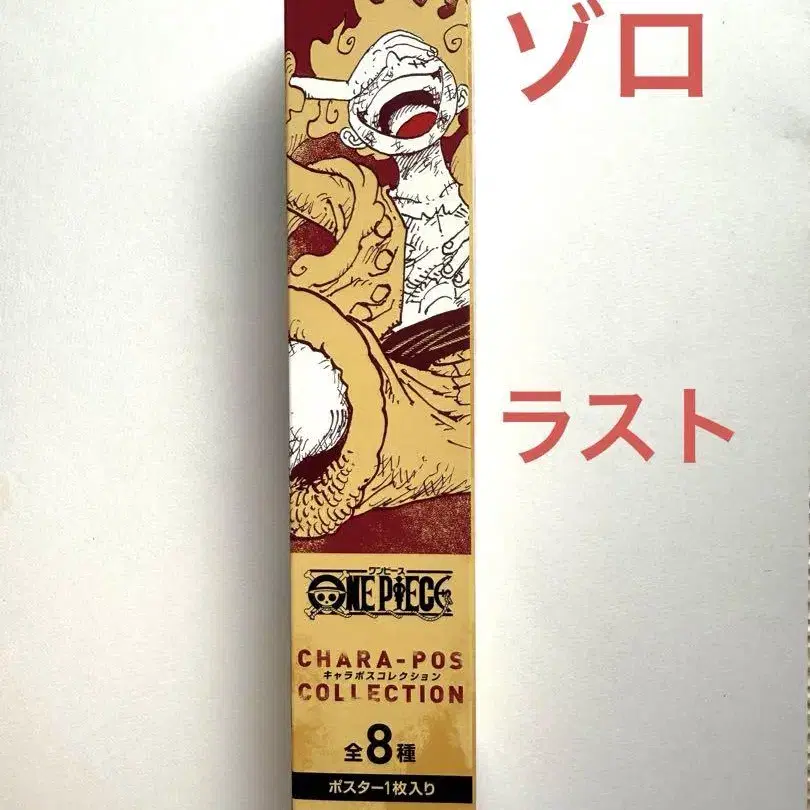 ゾロ
ラスト
ワンピース
ONE PIECE
CHARA-POS
キャラポスコレクション
COLLECTION
全8種
ポスター1枚入り